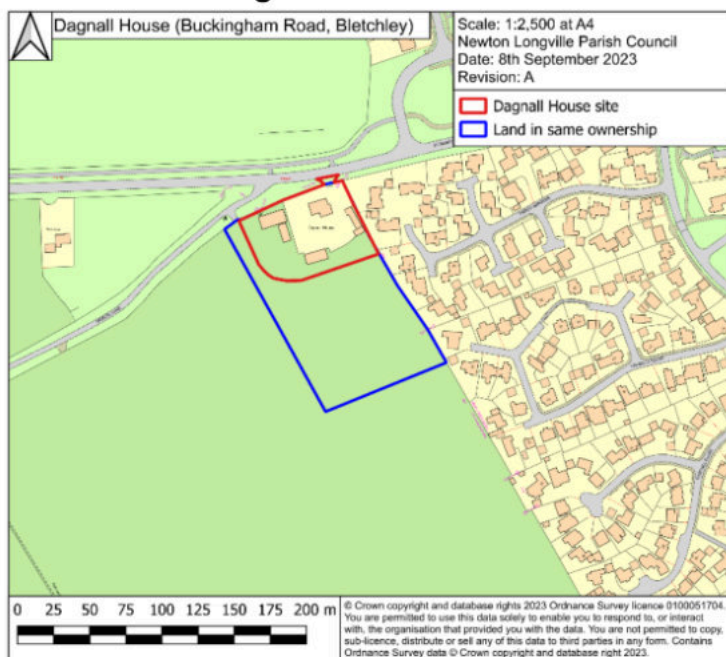 Dagnall House (Buckingham Road, Bletchley)
Scale: 1:2,500 at A4
Newton Longville Parish Council
Date: 8th September 2023
Revision: A
Dagnall House site
Land in same ownership
0 25 50 75 100 125 150 175 200 m
© Crown copyright and database rights 2023 Ordnance Survey licence 0100051704.
You are permitted to use this data solely to enable you to respond to, or interact
with, the organisation that provided you with the data. You are not permitted to copy,
sub-licence, distribute or sell any of this data to third parties in any form. Contains
Ordnance Survey data © Crown copyright and database right 2023.